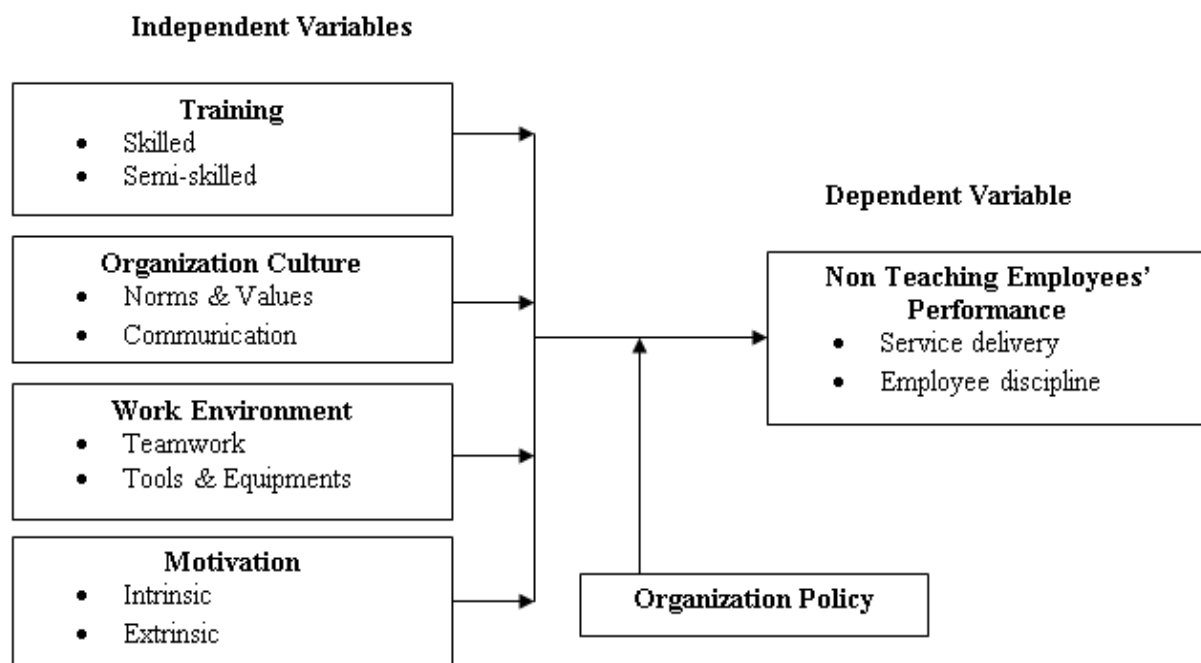 Independent Variables
Training
• Skilled
• Semi-skilled
Organization Culture
• Norms & Values
• Communication
Work Environment
• Teamwork
• Tools & Equipments
Motivation
• Intrinsic
• Extrinsic
Dependent Variable
Non Teaching Employees’
Performance
• Service delivery
• Employee discipline
Organization Policy